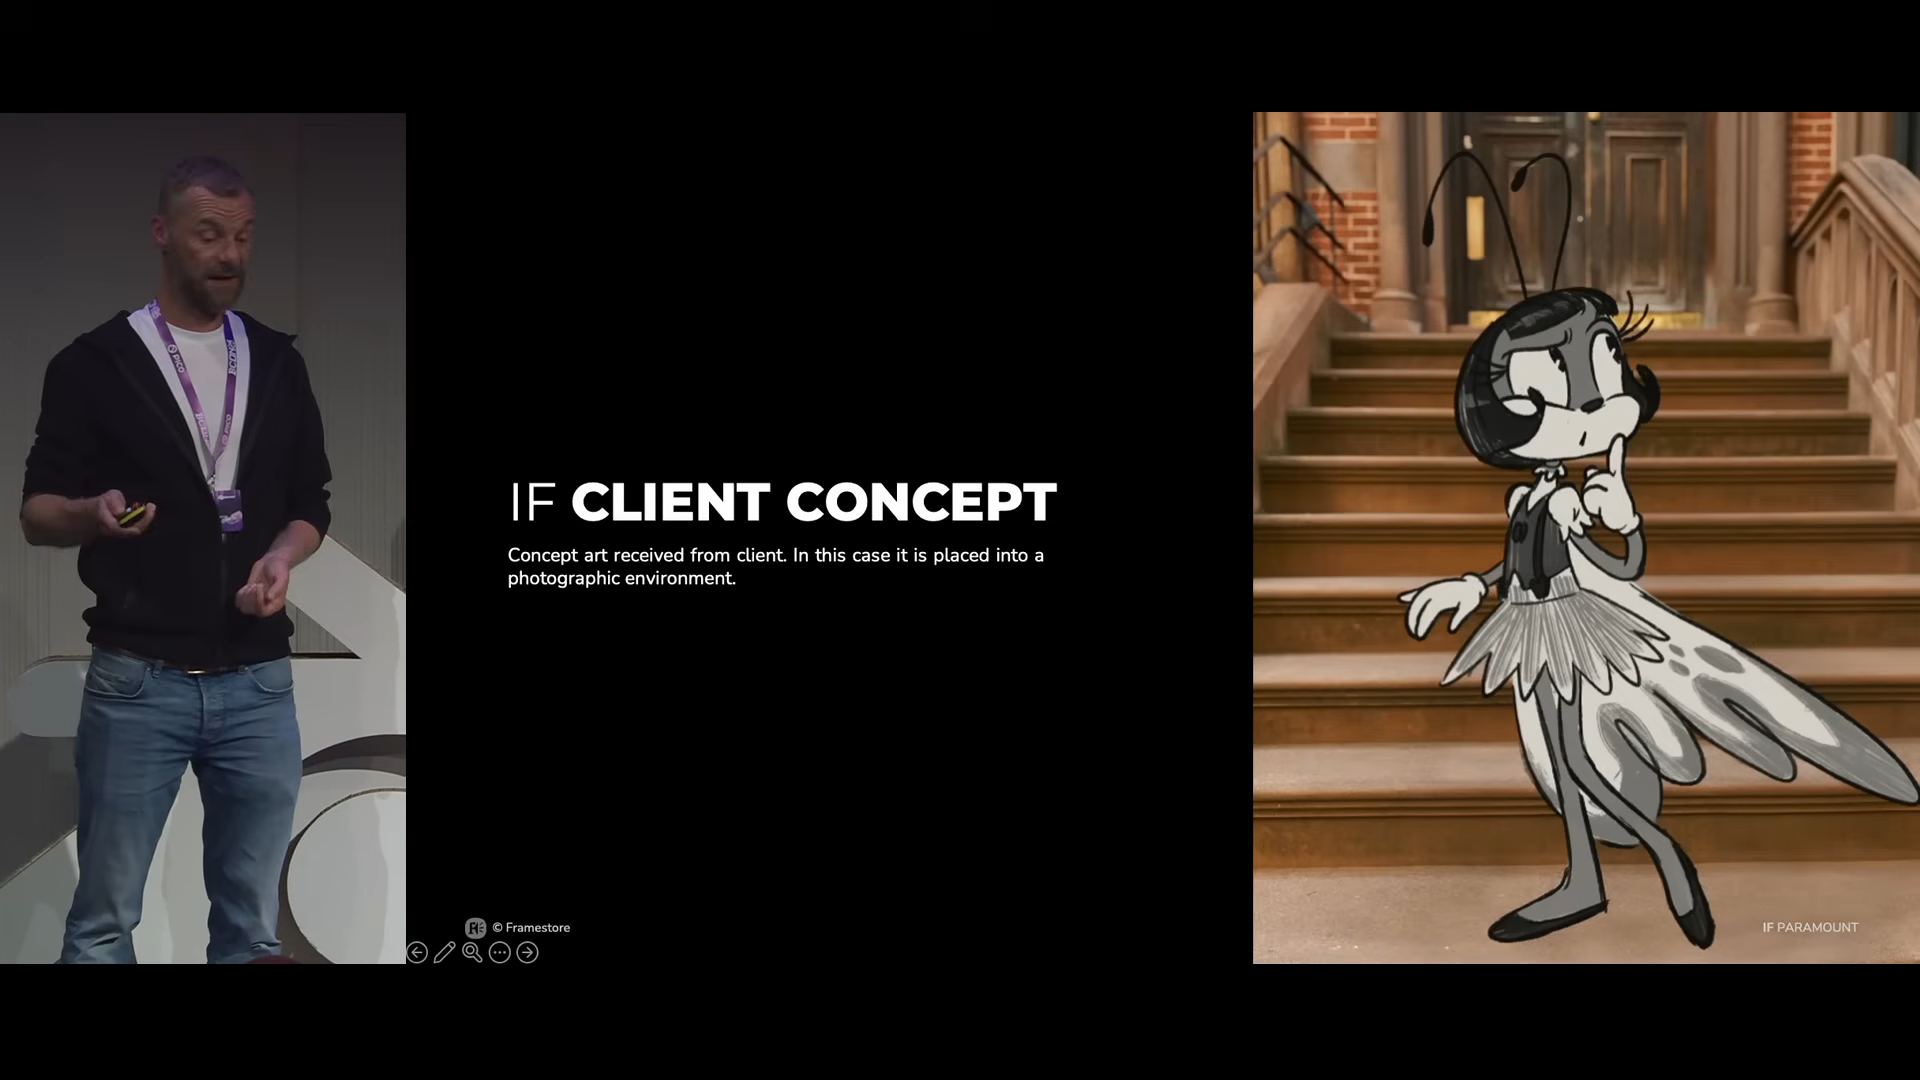 IF CLIENT CONCEPT
Concept art received from client. In this case it is placed into a
photographic environment.
© Framestore
IF PARAMOUNT